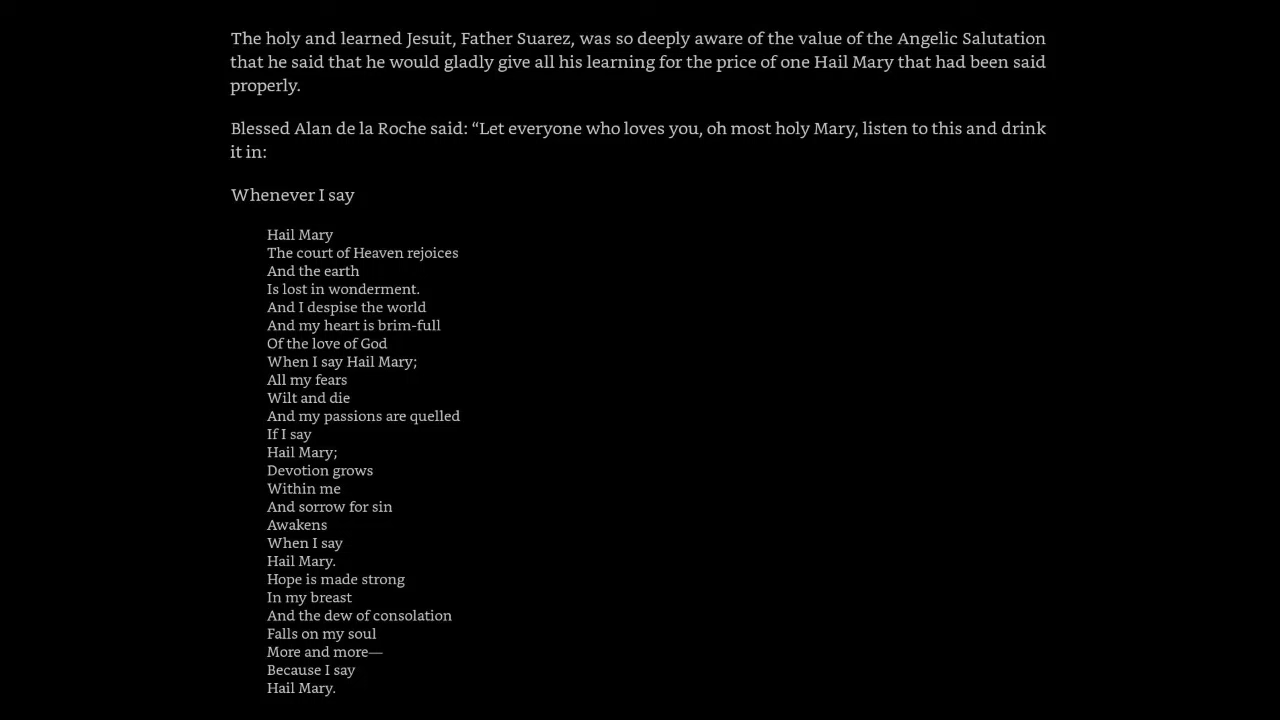 The holy and learned Jesuit, Father Suarez, was so deeply aware of the value of the Angelic Salutation
that he said that he would gladly give all his learning for the price of one Hail Mary that had been said
properly.
Blessed Alan de la Roche said: “Let everyone who loves you, oh most holy Mary, listen to this and drink
it in:
Whenever I say
Hail Mary
The court of Heaven rejoices
And the earth
Is lost in wonderment.
And I despise the world
And my heart is brim-full
Of the love of God
When I say Hail Mary;
All my fears
Wilt and die
And my passions are quelled
If I say
Hail Mary;
Devotion grows
Within me
And sorrow for sin
Awakens
When I say
Hail Mary.
Hope is made strong
In my breast
And the dew of consolation
Falls on my soul
More and more—
Because I say
Hail Mary.